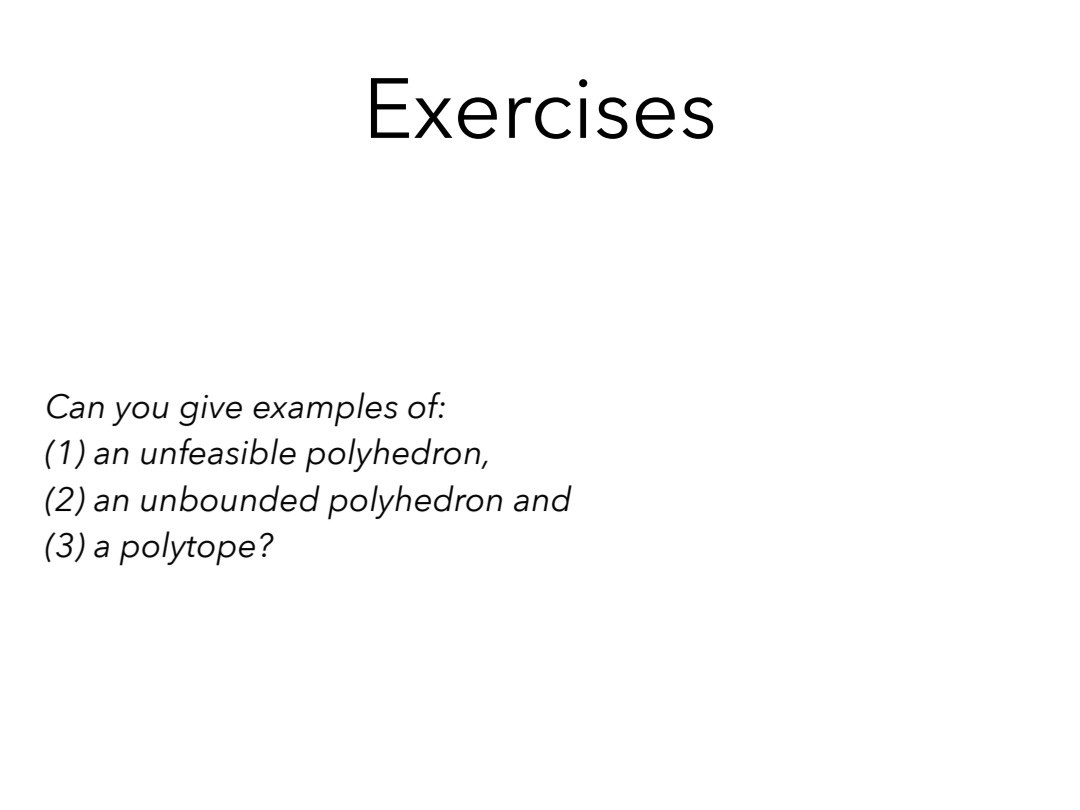 Exercises
Can you give examples of:
(1) an unfeasible polyhedron,
(2) an unbounded polyhedron and
(3) a polytope?